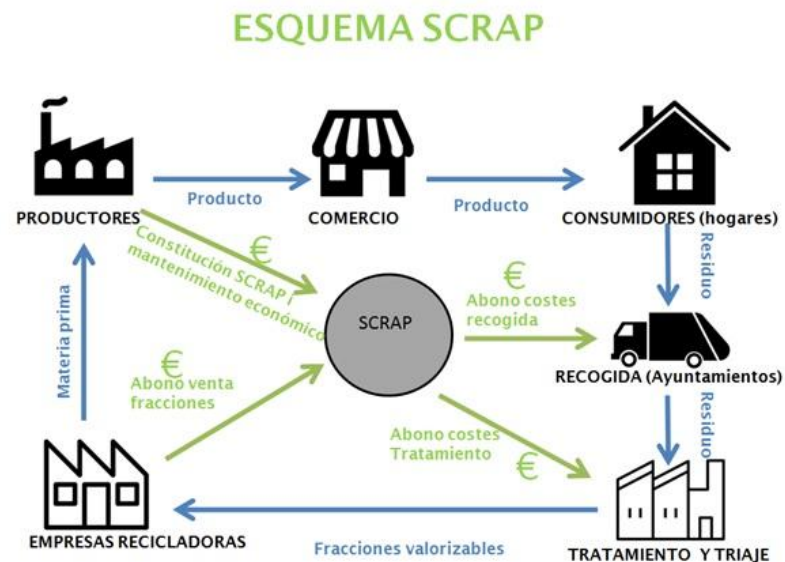 ESQUEMA SCRAP
Producto
Producto
PRODUCTORES
COMERCIO
CONSUMIDORES (hogares)
€
Constitución SCRAP i
mantenimiento económico
Residuo
€
Abono costes
recogida
SCRAP
Materia prima
€
Abono venta
fracciones
RECOGIDA (Ayuntamientos)
Residuo
Abono costes
Tratamiento
€
EMPRESAS RECICLADORAS
Fracciones valorizables
TRATAMIENTO Y TRIAJE